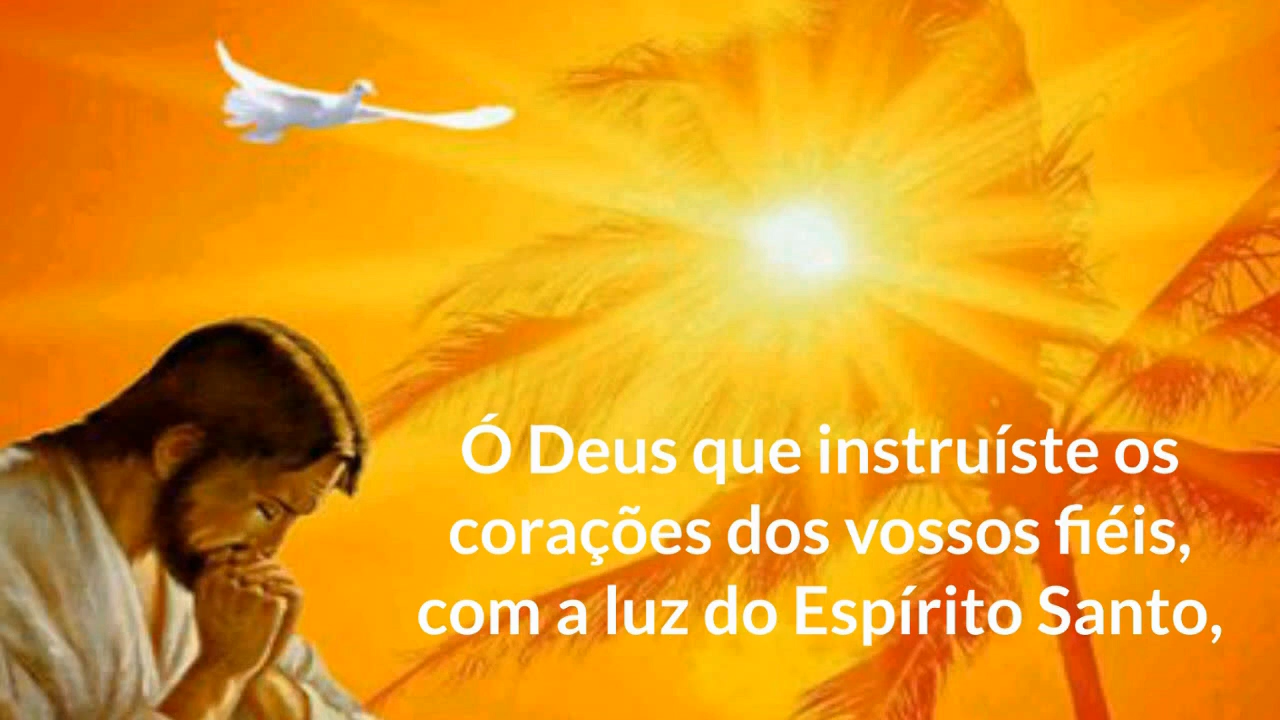 Ó Deus que instruíste os
corações dos vossos fiéis,
com a luz do Espírito Santo,